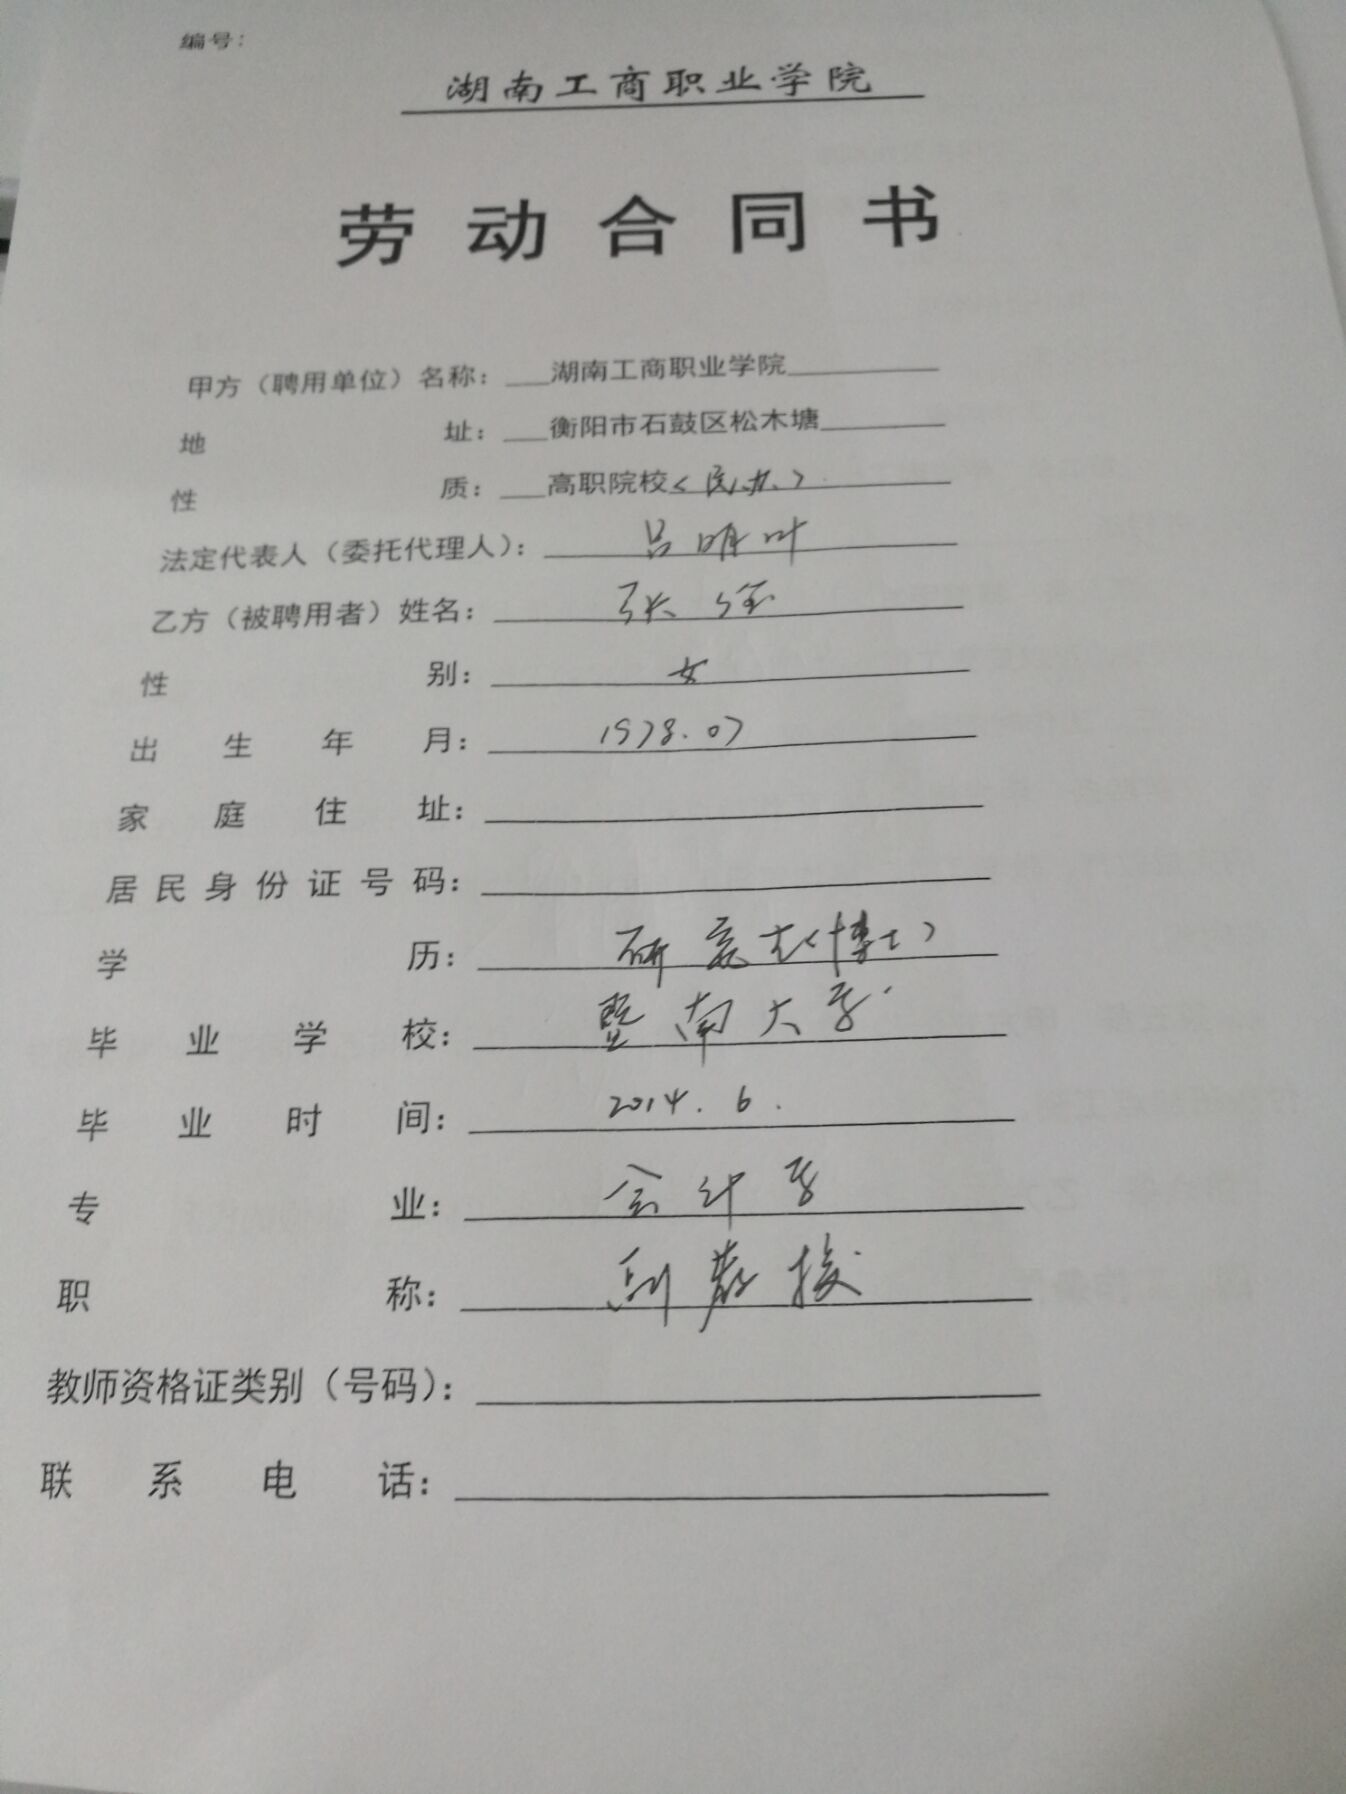 编号：
湖南工商职业学院
劳动合同书
甲方（聘用单位）名称：湖南工商职业学院
地址：衡阳市石鼓区松木塘
性质：高职院校（民办）
法定代表人（委托代理人）：吕明叶
乙方（被聘用者）姓名：张
性别：女
出生年月：1978.07
家庭住址：
居民身份证号码：
学历：研究生（博士）
毕业学校：暨南大学
毕业时间：2014.6.
专业：会计学
职称：副教授
教师资格证类别（号码）：
联系电话：